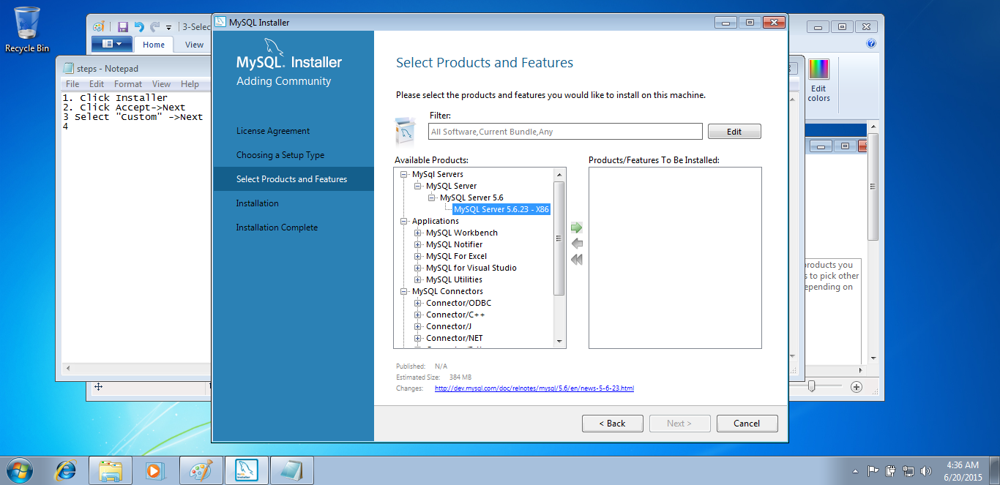 Recycle Bin
3-Selec
Home
View
steps - Notepad
File Edit Format View Help
1. Click Installer
2. Click Accept->Next
3 Select "Custom" ->Next
4
MySQL Installer
MySQL. Installer
Adding Community
License Agreement
Choosing a Setup Type
Select Products and Features
Installation
Installation Complete
Select Products and Features
Please select the products and features you would like to install on this machine.
Filter:
All Software,Current Bundle,Any
Edit
Available Products:
MySql Servers
MySQL Server
MySQL Server 5.6
MySQL Server 5.6.23 - X86
Applications
MySQL Workbench
MySQL Notifier
MySQL For Excel
MySQL for Visual Studio
MySQL Utilities
MySQL Connectors
Connector/ODBC
Connector/C++
Connector/J
Connector/NET
Products/Features To Be Installed:
Published: N/A
Estimated Size: 384 MB
Changes: http://dev.mysql.com/doc/relnotes/mysql/5.6/en/news-5-6-23.html
< Back
Next >
Cancel
Edit
colors
products you
s to pick other
epending on
4:36 AM
6/20/2015